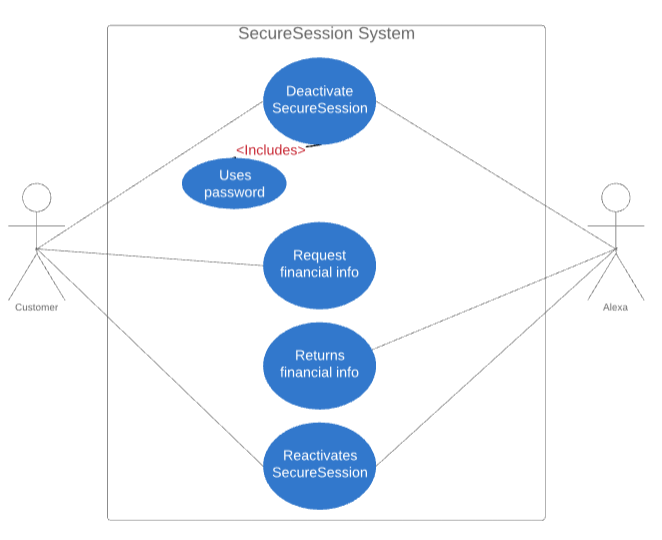 SecureSession System
Deactivate
SecureSession
<Includes>
Uses
password
Request
financial info
Customer
Alexa
Returns
financial info
Reactivates
SecureSession